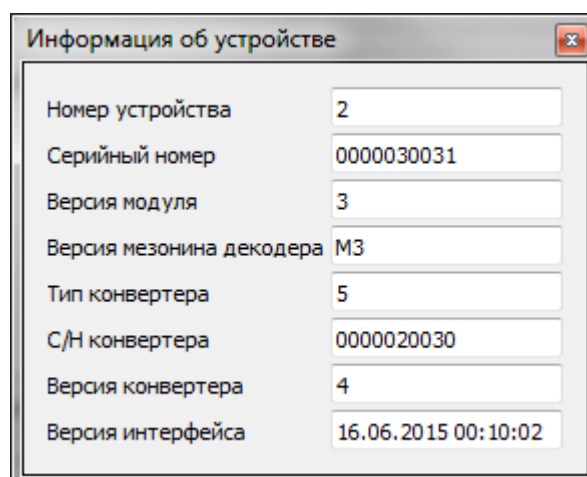 Информация об устройстве
Номер устройства 2
Серийный номер 0000030031
Версия модуля 3
Версия мезонина декодера М3
Тип конвертера 5
С/Н конвертера 0000020030
Версия конвертера 4
Версия интерфейса 16.06.2015 00:10:02